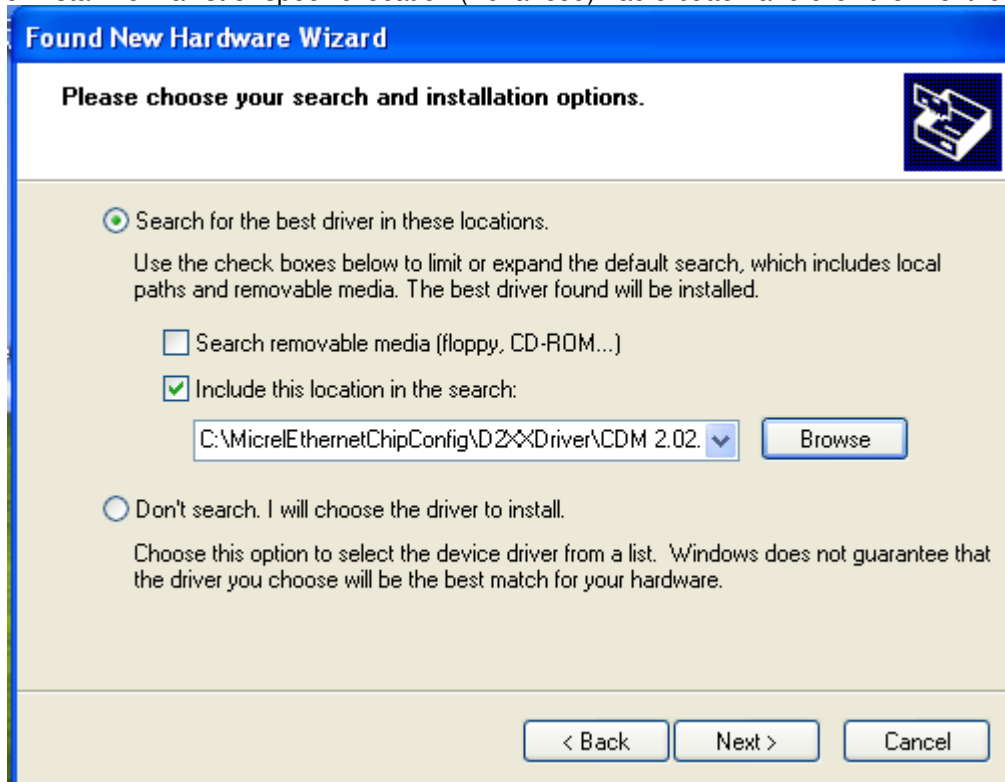 Found New Hardware Wizard
Please choose your search and installation options.
Search for the best driver in these locations.
Use the check boxes below to limit or expand the default search, which includes local
paths and removable media. The best driver found will be installed.
Search removable media (floppy, CD-ROM...)
Include this location in the search:
C:\MicrelEthernetChipConfig\D2XXDriver\CDM 2.02.
Browse
Don't search. I will choose the driver to install.
Choose this option to select the device driver from a list. Windows does not guarantee that
the driver you choose will be the best match for your hardware.
< Back
Next >
Cancel